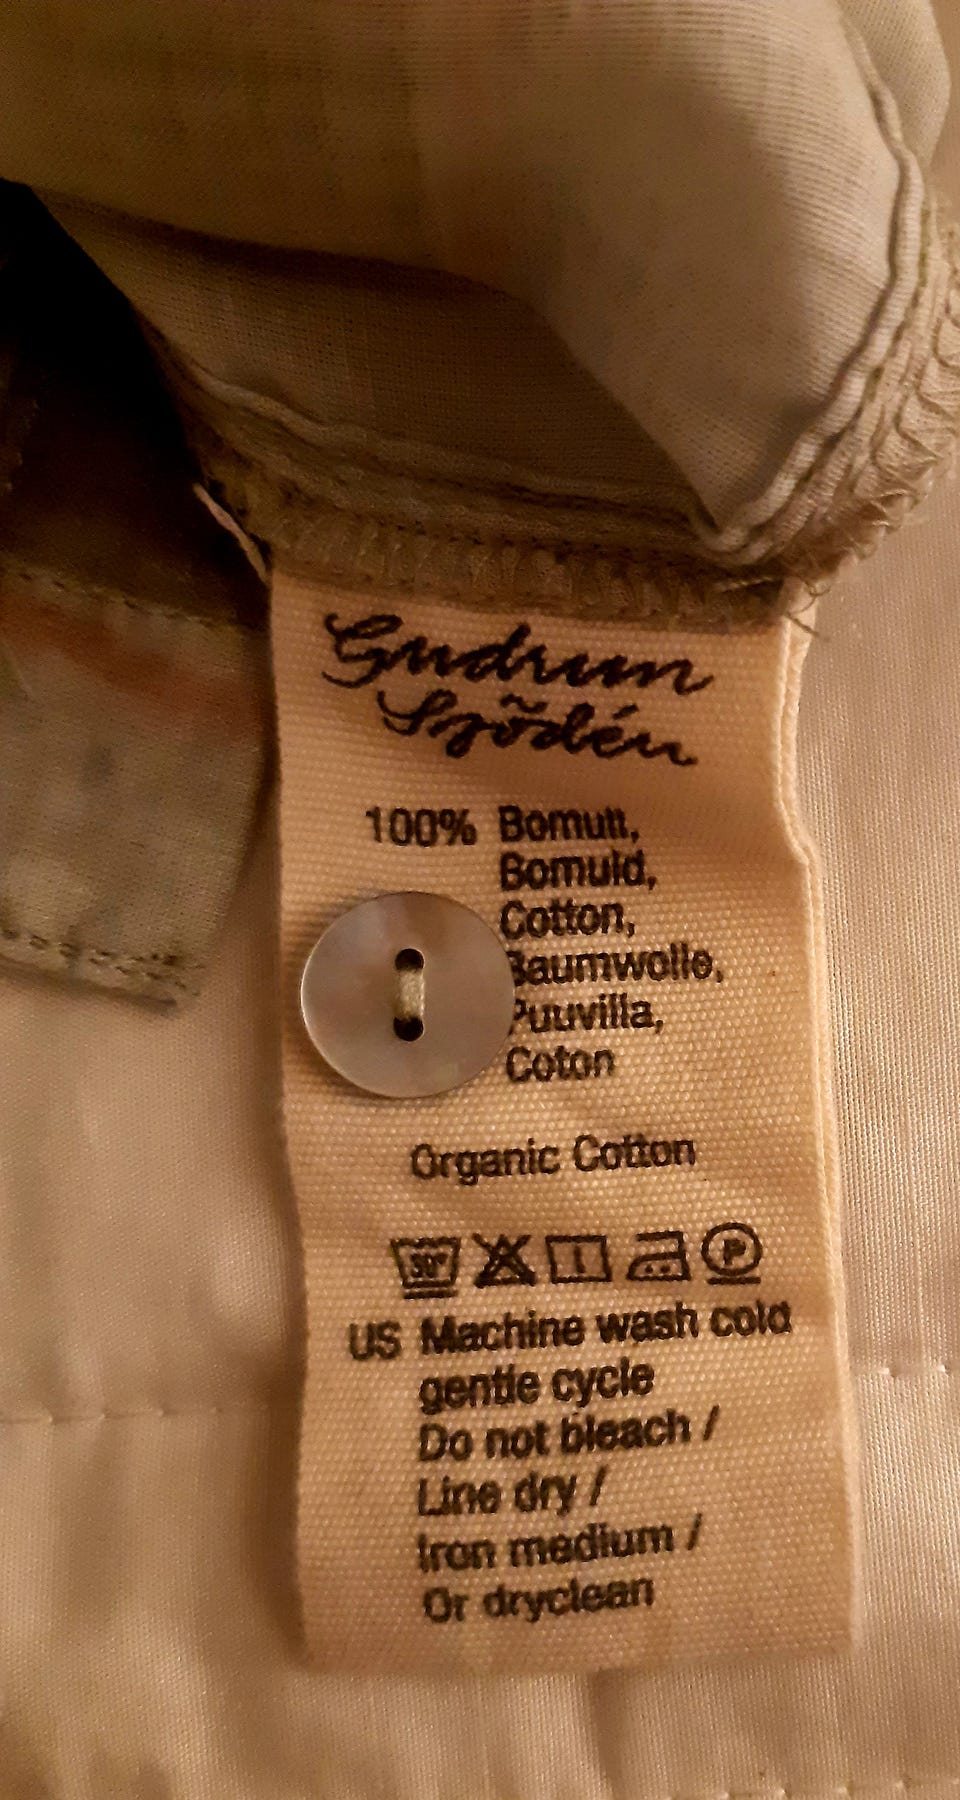 Gudrun
Sjõdén
100% Bomull,
Bomuld,
Cotton,
Baumwolle,
Puuvilla,
Coton
Organic Cotton
30° P
US Machine wash cold
gentle cycle
Do not bleach /
Line dry /
Iron medium /
Or dryclean